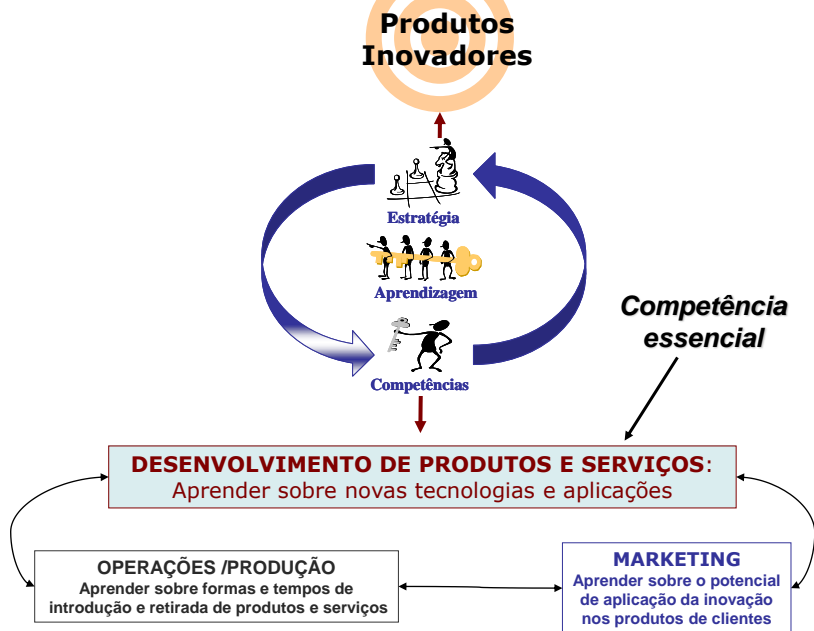 Produtos
Inovadores
Estratégia
Aprendizagem
Competências
Competência
essencial
DESENVOLVIMENTO DE PRODUTOS E SERVIÇOS:
Aprender sobre novas tecnologias e aplicações
OPERAÇÕES /PRODUÇÃO
Aprender sobre formas e tempos de
introdução e retirada de produtos e serviços
MARKETING
Aprender sobre o potencial
de aplicação da inovação
nos produtos de clientes